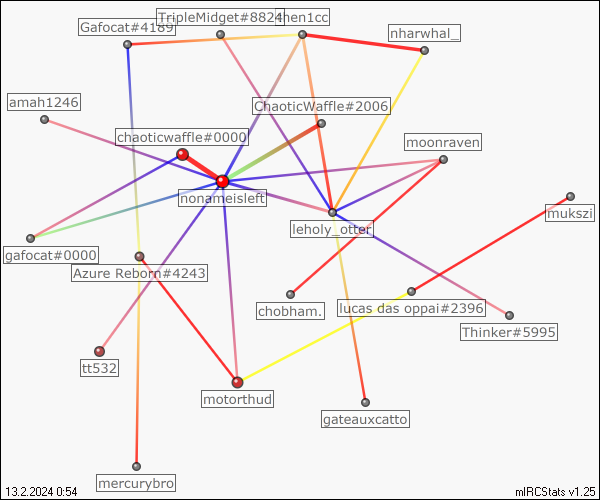 Gafocat#4189
TripleMidget#8824
nharwhal_
amah1246
ChaoticWaffle#2006
chaoticwaffle#0000
moonraven
nonameisleft
mukszi
leholy_otter
gafocat#0000
Azure Reborn#4243
chobham.
lucas das oppai#2396
Thinker#5995
tt532
motorthud
gateauxcatto
mercurybro
13.2.2024 0:54
mIRCStats v1.25